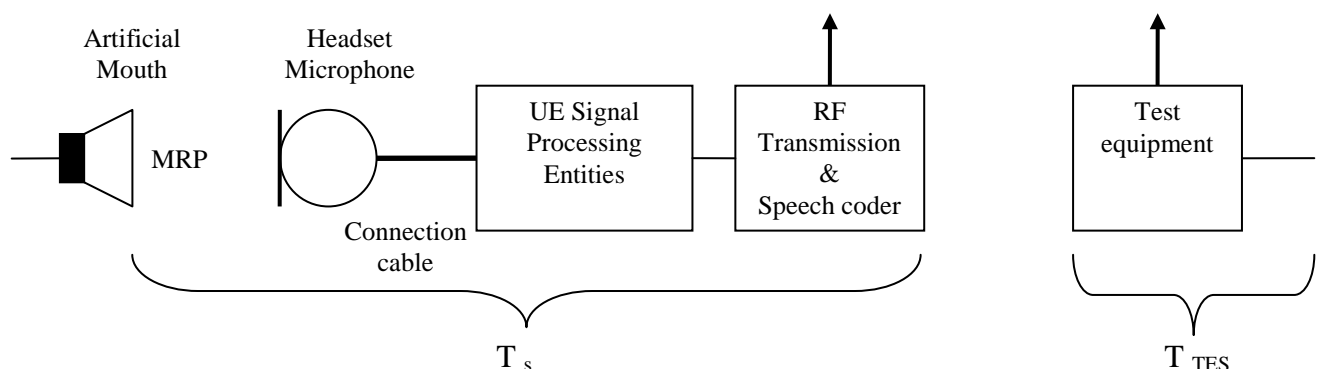 Artificial
Mouth
MRP
Headset
Microphone
Connection
cable
UE Signal
Processing
Entities
RF
Transmission
&
Speech coder
Test
equipment
T s
T TES